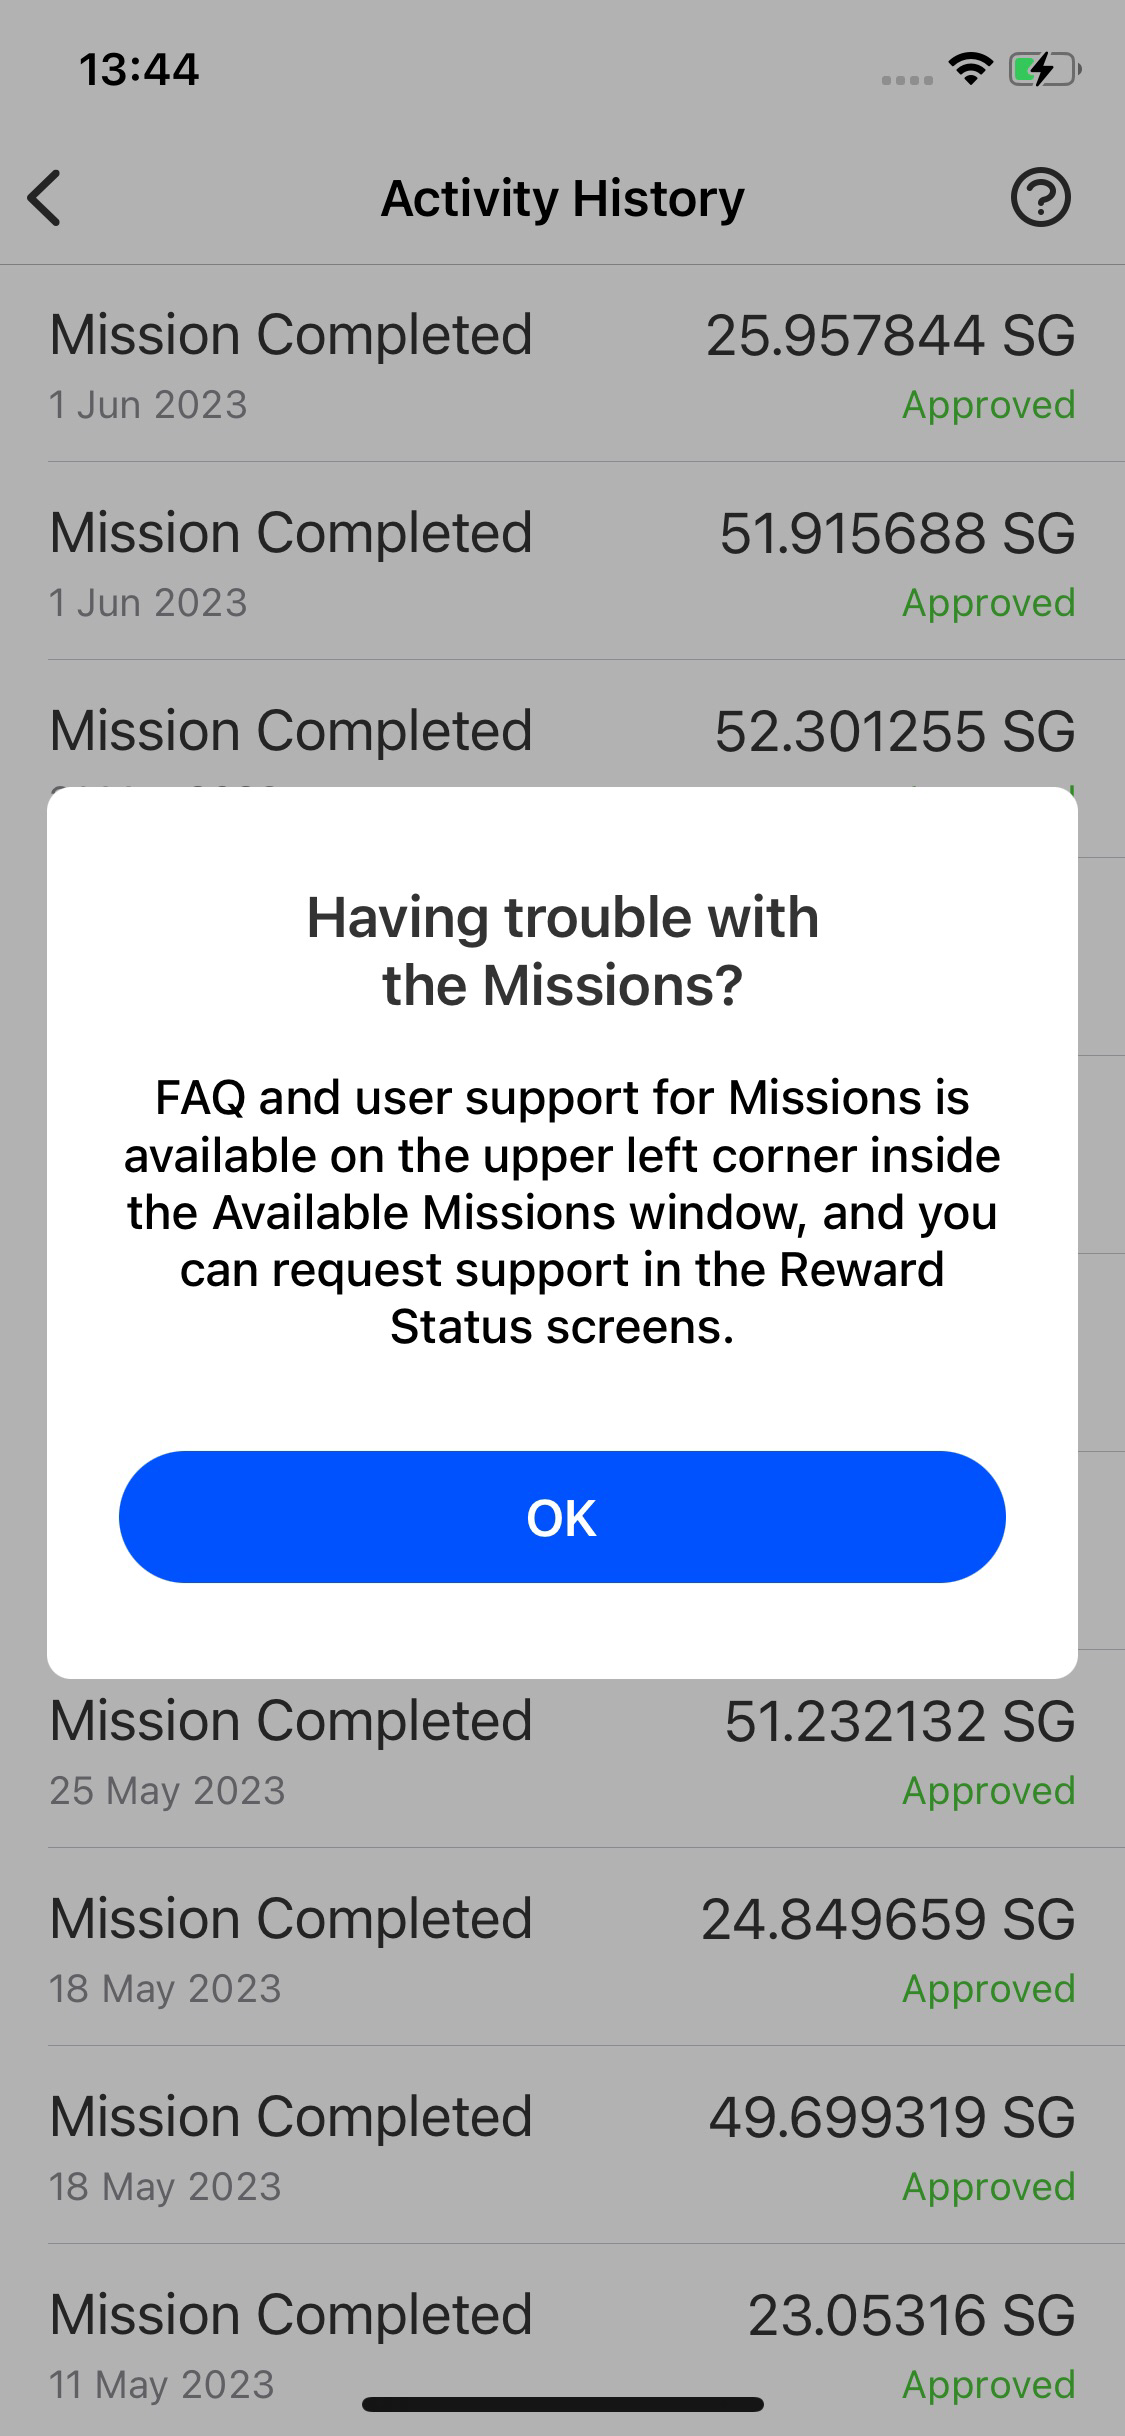 13:44
Activity History
Mission Completed 25.957844 SG
1 Jun 2023 Approved
Mission Completed 51.915688 SG
1 Jun 2023 Approved
Mission Completed 52.301255 SG
Having trouble with
the Missions?
FAQ and user support for Missions is
available on the upper left corner inside
the Available Missions window, and you
can request support in the Reward
Status screens.
OK
Mission Completed 51.232132 SG
25 May 2023 Approved
Mission Completed 24.849659 SG
18 May 2023 Approved
Mission Completed 49.699319 SG
18 May 2023 Approved
Mission Completed 23.05316 SG
11 May 2023 Approved